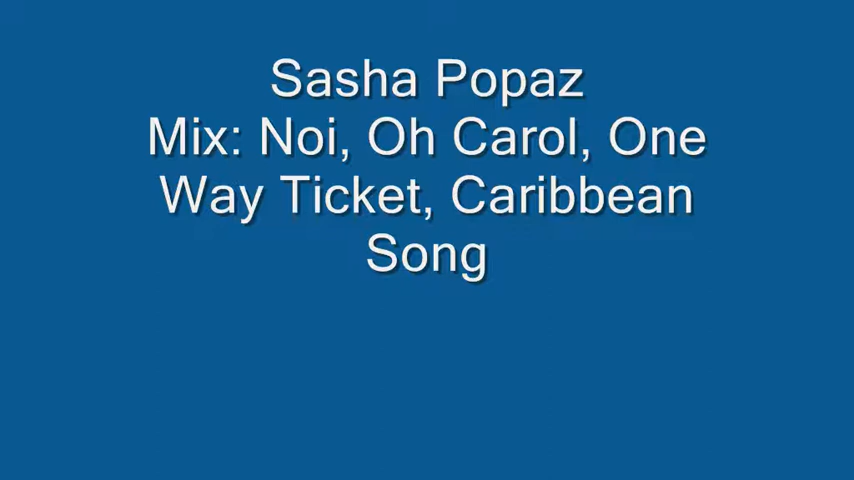 Sasha Popaz
Mix: Noi, Oh Carol, One
Way Ticket, Caribbean
Song